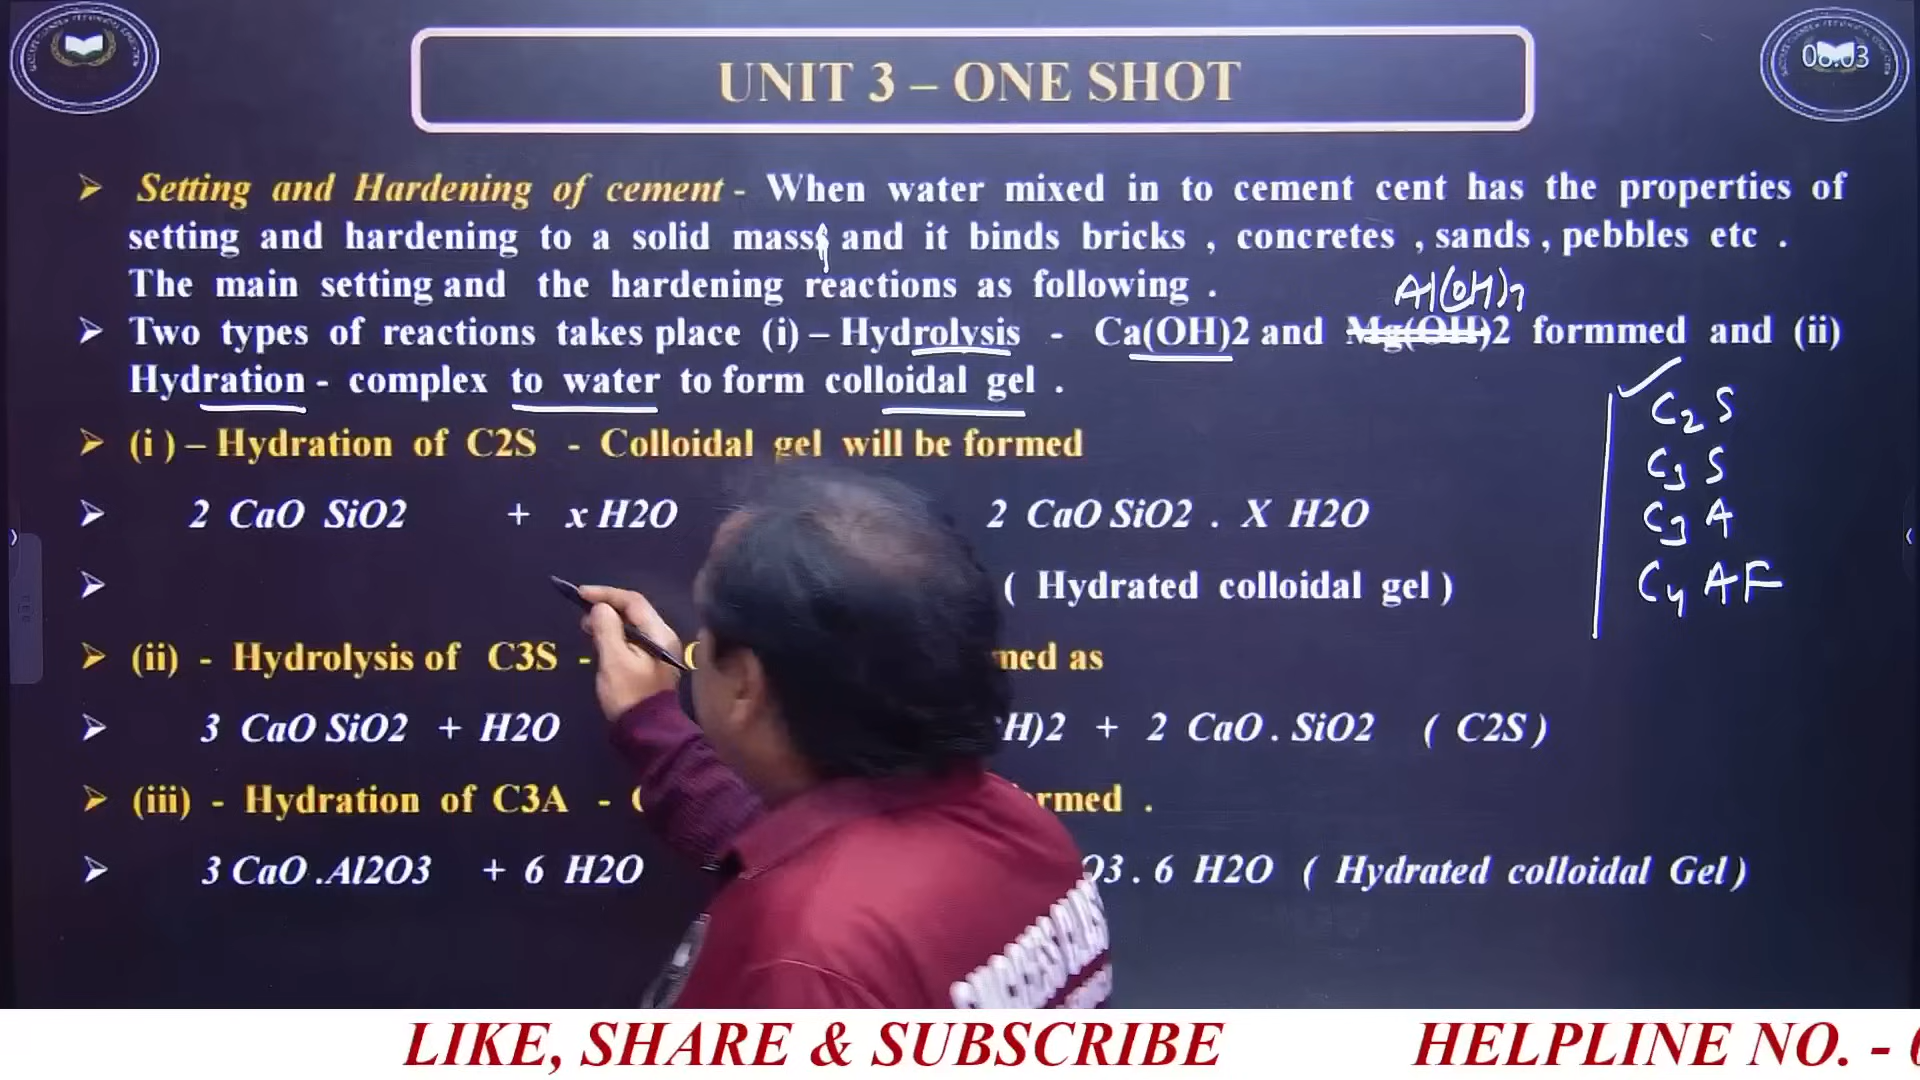 08:03
UNIT 3 – ONE SHOT
Setting and Hardening of cement - When water mixed in to cement cent has the properties of
setting and hardening to a solid mass and it binds bricks , concretes , sands , pebbles etc .
The main setting and the hardening reactions as following .
Al(OH)3
Two types of reactions takes place (i) – Hydrolysis - Ca(OH)2 and Mg(OH)2 formmed and (ii)
Hydration - complex to water to form colloidal gel .
C2S
C3S
C3A
C4AF
(i ) – Hydration of C2S - Colloidal gel will be formed
2 CaO SiO2 + x H2O 2 CaO SiO2 . X H2O
( Hydrated colloidal gel )
(ii) - Hydrolysis of C3S - med as
3 CaO SiO2 + H2O H)2 + 2 CaO . SiO2 ( C2S )
(iii) - Hydration of C3A - rmed .
3 CaO .Al2O3 + 6 H2O O3 . 6 H2O ( Hydrated colloidal Gel )
LIKE, SHARE & SUBSCRIBE HELPLINE NO. -